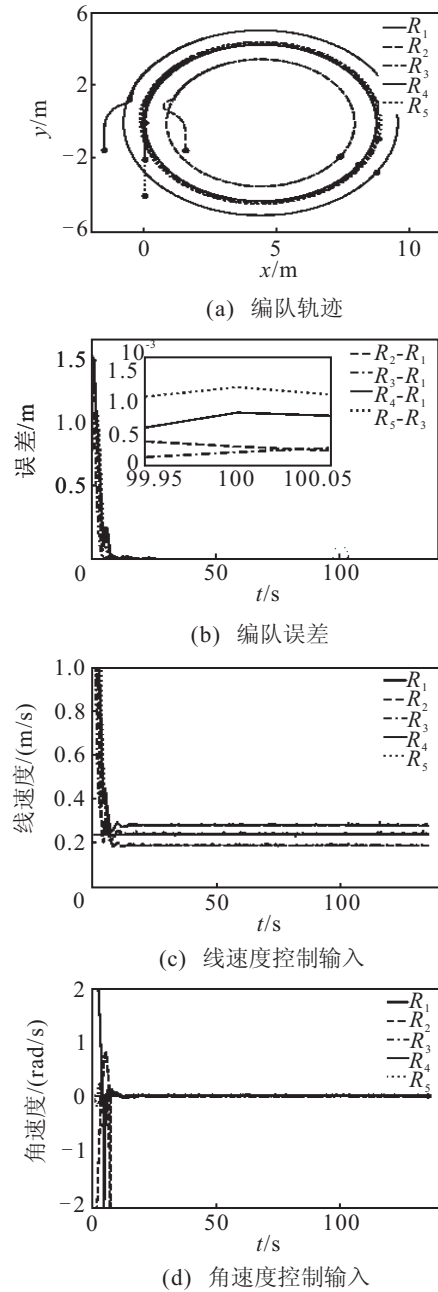 6
2
−2
−6
y/m
0
5
10
x/m
R₁
R₂
R₃
R₄
R₅
(a) 编队轨迹
1.5
1.0
0.5
0
误差/m
10⁻³
1.5
1.0
0.5
0
99.95
100
100.05
R₂-R₁
R₃-R₁
R₄-R₁
R₅-R₃
50
100
t/s
(b) 编队误差
1.0
0.8
0.6
0.4
0.2
0
线速度/(m/s)
R₁
R₂
R₃
R₄
R₅
50
100
t/s
(c) 线速度控制输入
2
1
0
−1
−2
角速度/(rad/s)
R₁
R₂
R₃
R₄
R₅
0
50
100
t/s
(d) 角速度控制输入